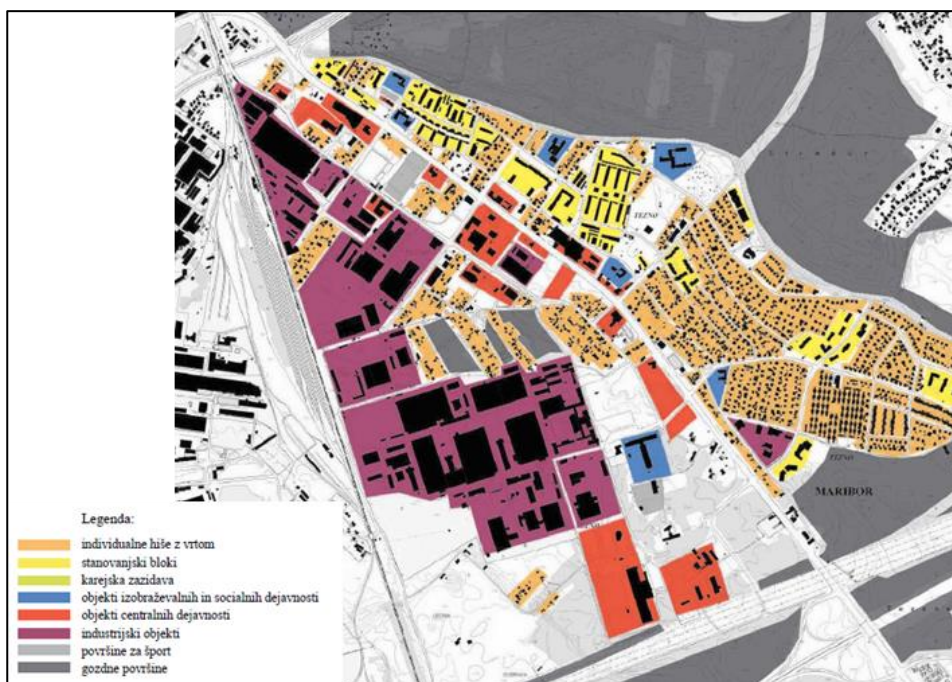 TEZNO
TEZNO
MARIBOR
Legenda:
individualne hiše z vrtom
stanovanjski bloki
karejska zazidava
objekti izobraževalnih in socialnih dejavnosti
objekti centralnih dejavnosti
industrijski objekti
površine za šport
gozdne površine